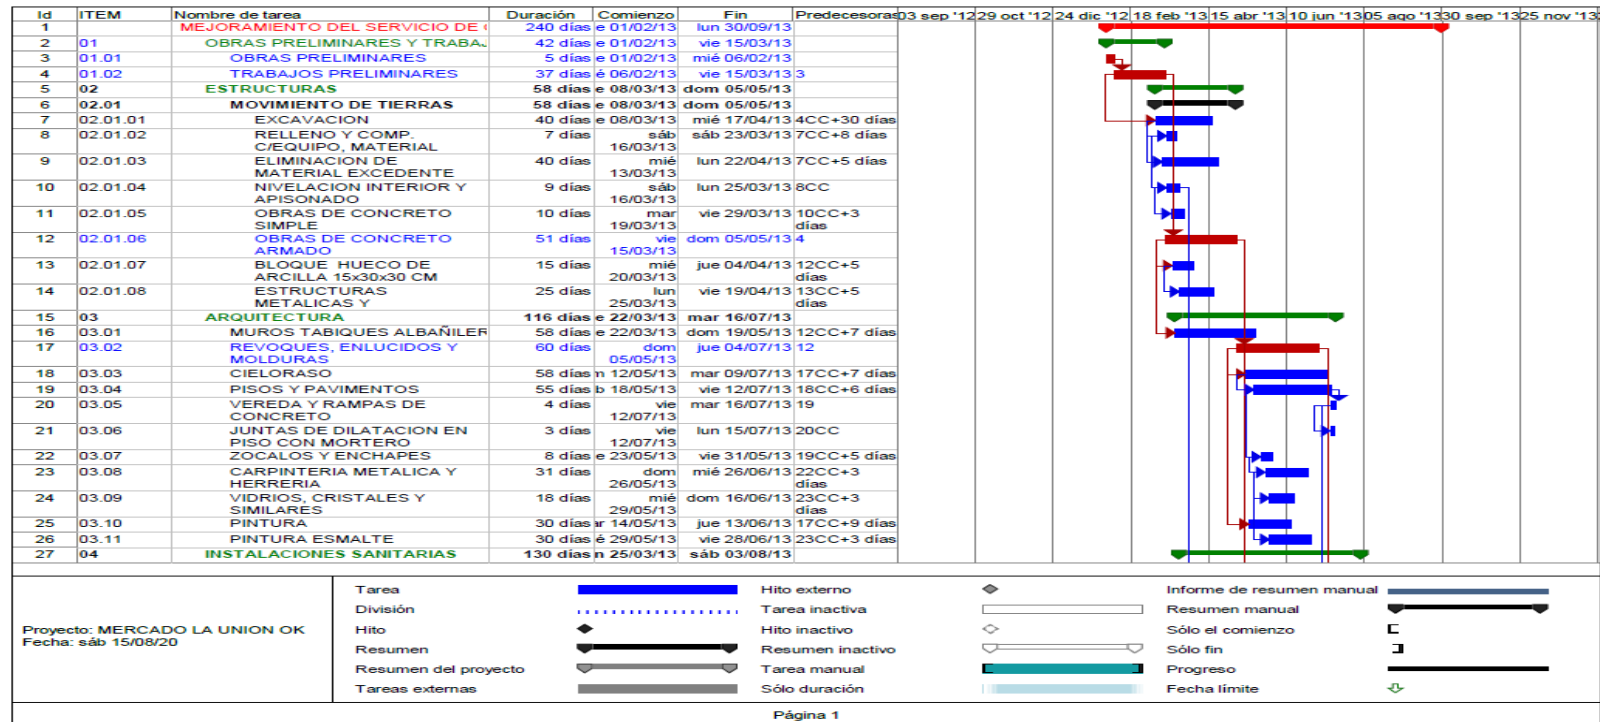 Id ITEM Nombre de tarea Duración Comienzo Fin Predecesoras 03 sep '12 29 oct '12 24 dic '12 18 feb '13 15 abr '13 10 jun '13 05 ago '13 30 sep '13 25 nov '13
1 MEJORAMIENTO DEL SERVICIO DE 240 días e 01/02/13 lun 30/09/13
2 01 OBRAS PRELIMINARES Y TRABAJ 42 días e 01/02/13 vie 15/03/13
3 01.01 OBRAS PRELIMINARES 5 días e 01/02/13 mié 06/02/13
4 01.02 TRABAJOS PRELIMINARES 37 días é 06/02/13 vie 15/03/13 3
5 02 ESTRUCTURAS 58 días e 08/03/13 dom 05/05/13
6 02.01 MOVIMIENTO DE TIERRAS 58 días e 08/03/13 dom 05/05/13
7 02.01.01 EXCAVACION 40 días e 08/03/13 mié 17/04/13 4CC+30 días
8 02.01.02 RELLENO Y COMP. 7 días sáb sáb 23/03/13 7CC+8 días
C/EQUIPO, MATERIAL 16/03/13
9 02.01.03 ELIMINACION DE 40 días mié lun 22/04/13 7CC+5 días
MATERIAL EXCEDENTE 13/03/13
10 02.01.04 NIVELACION INTERIOR Y 9 días sáb lun 25/03/13 8CC
APISONADO 16/03/13
11 02.01.05 OBRAS DE CONCRETO 10 días mar vie 29/03/13 10CC+3
SIMPLE 19/03/13 días
12 02.01.06 OBRAS DE CONCRETO 51 días vie dom 05/05/13 4
ARMADO 15/03/13
13 02.01.07 BLOQUE HUECO DE 15 días mié jue 04/04/13 12CC+5
ARCILLA 15x30x30 CM 20/03/13 días
14 02.01.08 ESTRUCTURAS 25 días lun vie 19/04/13 13CC+5
METALICAS Y 25/03/13 días
15 03 ARQUITECTURA 116 días e 22/03/13 mar 16/07/13
16 03.01 MUROS TABIQUES ALBAÑILER 58 días e 22/03/13 dom 19/05/13 12CC+7 días
17 03.02 REVOQUES, ENLUCIDOS Y 60 días dom jue 04/07/13 12
MOLDURAS 05/05/13
18 03.03 CIELORASO 58 días n 12/05/13 mar 09/07/13 17CC+7 días
19 03.04 PISOS Y PAVIMENTOS 55 días b 18/05/13 vie 12/07/13 18CC+6 días
20 03.05 VEREDA Y RAMPAS DE 4 días vie mar 16/07/13 19
CONCRETO 12/07/13
21 03.06 JUNTAS DE DILATACION EN 3 días vie lun 15/07/13 20CC
PISO CON MORTERO 12/07/13
22 03.07 ZOCALOS Y ENCHAPES 8 días e 23/05/13 vie 31/05/13 19CC+5 días
23 03.08 CARPINTERIA METALICA Y 31 días dom mié 26/06/13 22CC+3
HERRERIA 26/05/13 días
24 03.09 VIDRIOS, CRISTALES Y 18 días mié dom 16/06/13 23CC+3
SIMILARES 29/05/13 días
25 03.10 PINTURA 30 días ar 14/05/13 jue 13/06/13 17CC+9 días
26 03.11 PINTURA ESMALTE 30 días é 29/05/13 vie 28/06/13 23CC+3 días
27 04 INSTALACIONES SANITARIAS 130 días n 25/03/13 sáb 03/08/13
Proyecto: MERCADO LA UNION OK
Fecha: sáb 15/08/20
Tarea Hito externo Informe de resumen manual
División Tarea inactiva Resumen manual
Hito Hito inactivo Sólo el comienzo
Resumen Resumen inactivo Sólo fin
Resumen del proyecto Tarea manual Progreso
Tareas externas Sólo duración Fecha límite
Página 1